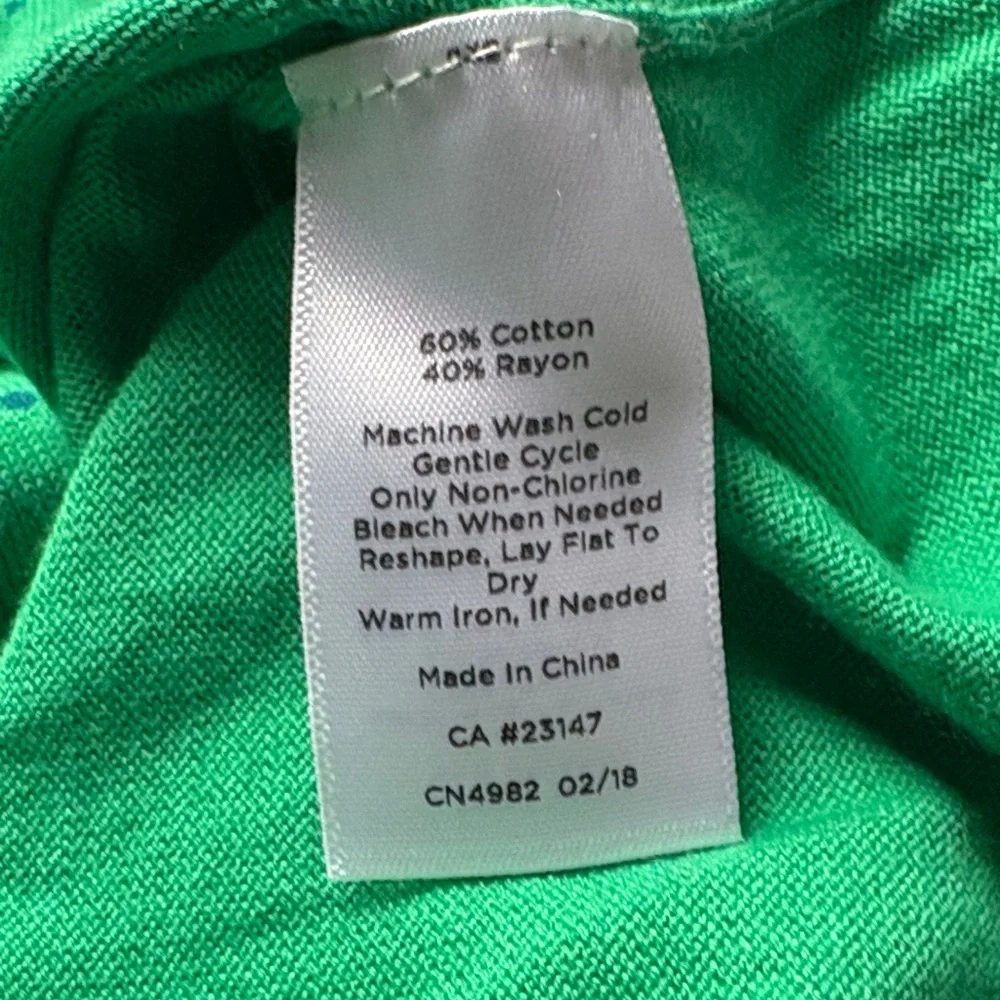 60% Cotton
40% Rayon
Machine Wash Cold
Gentle Cycle
Only Non-Chlorine
Bleach When Needed
Reshape, Lay Flat To
Dry
Warm Iron, If Needed
Made In China
CA #23147
CN4982 02/18